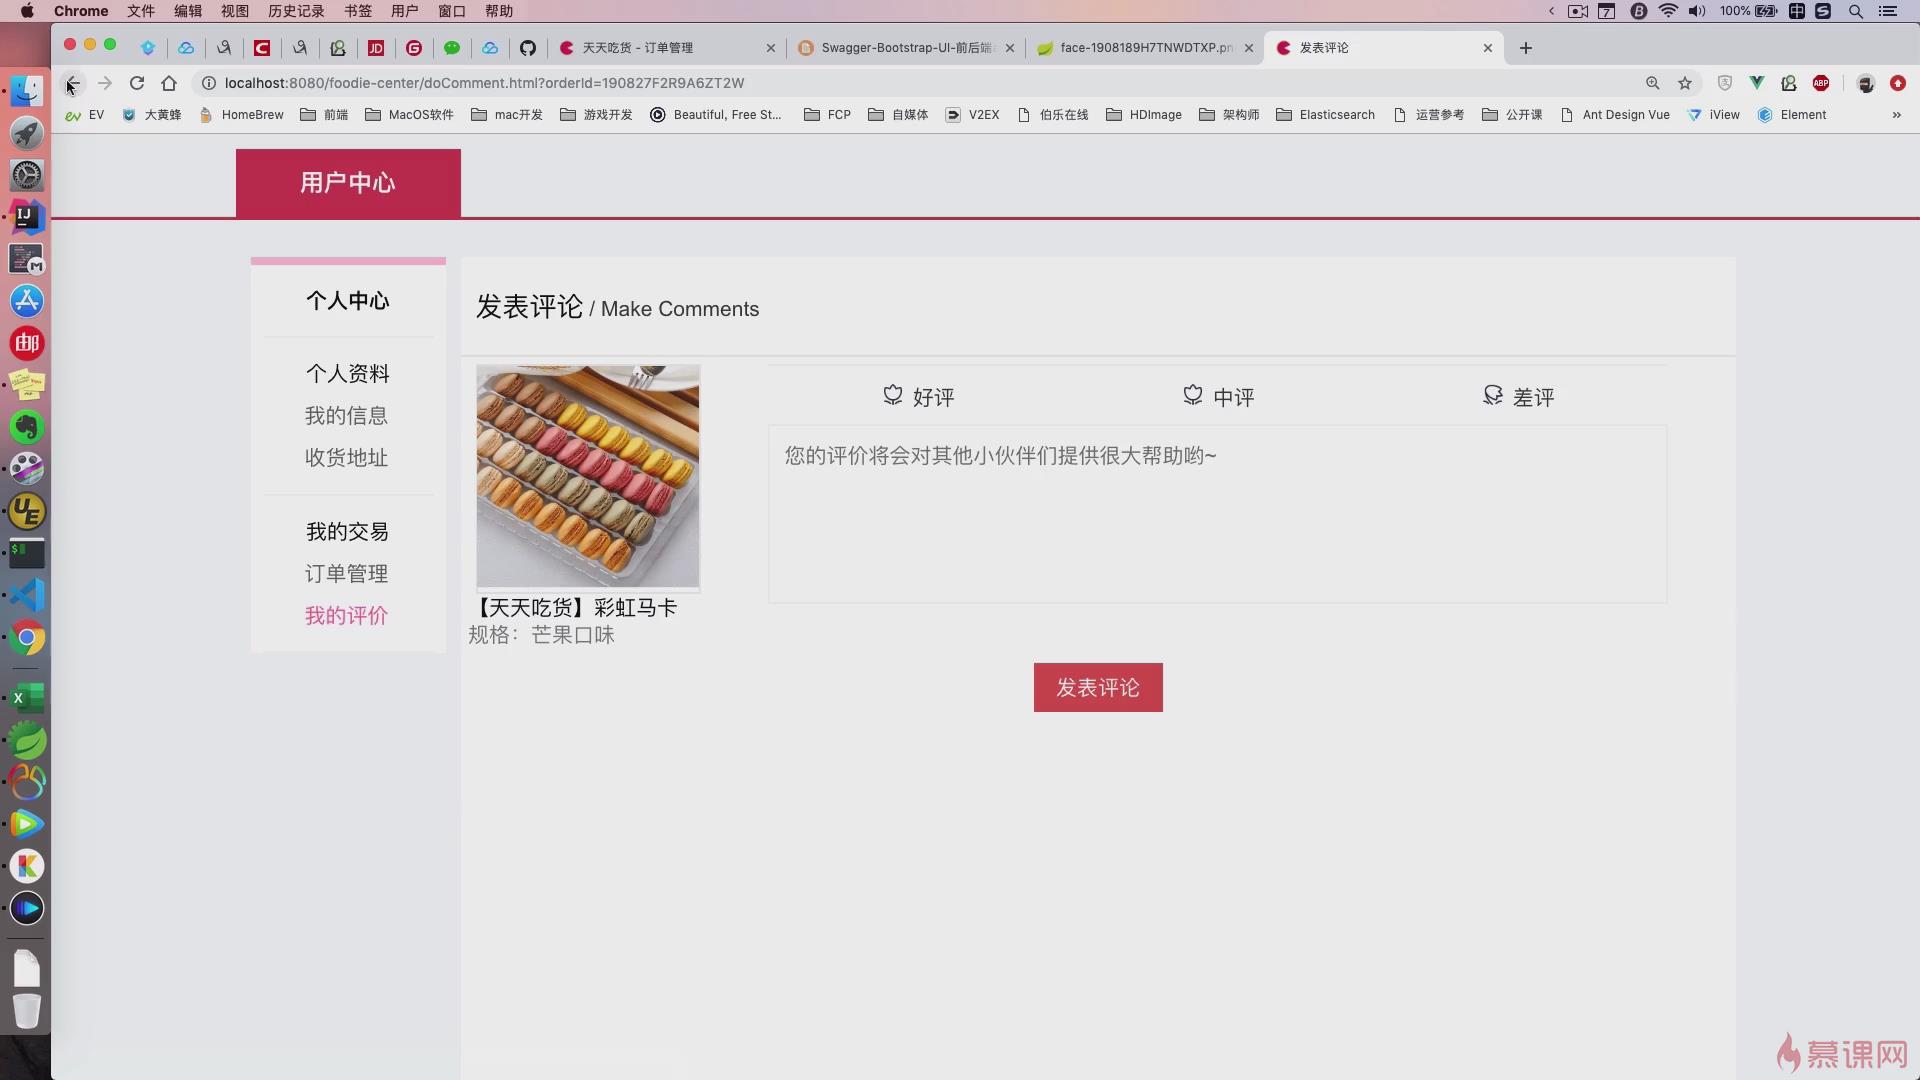 Chrome 文件 编辑 视图 历史记录 书签 用户 窗口 帮助 7 100%
天天吃货 - 订单管理 Swagger-Bootstrap-UI-前后端 face-1908189H7TNWDTXP.pn 发表评论
localhost:8080/foodie-center/doComment.html?orderId=190827F2R9A6ZT2W ABP
EV 大黄蜂 HomeBrew 前端 MacOS软件 mac开发 游戏开发 Beautiful, Free St... FCP 自媒体 V2EX 伯乐在线 HDImage 架构师 Elasticsearch 运营参考 公开课 Ant Design Vue iView Element »
用户中心
个人中心
个人资料
我的信息
收货地址
我的交易
订单管理
我的评价
发表评论 / Make Comments
好评 中评 差评
您的评价将会对其他小伙伴们提供很大帮助哟~
【天天吃货】彩虹马卡
规格：芒果口味
发表评论
慕课网